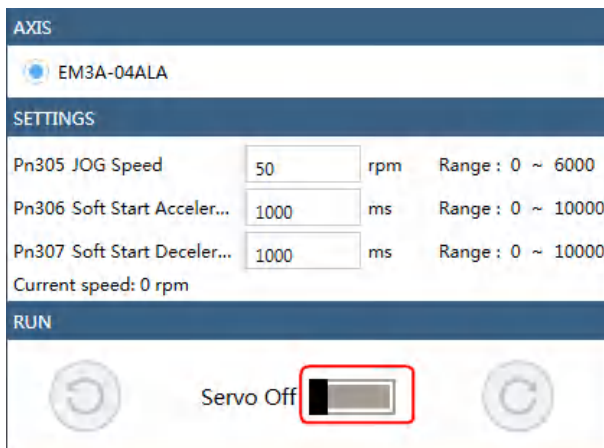 AXIS
EM3A-04ALA
SETTINGS
Pn305 JOG Speed 50 rpm Range : 0 ~ 6000
Pn306 Soft Start Acceler... 1000 ms Range : 0 ~ 10000
Pn307 Soft Start Deceler... 1000 ms Range : 0 ~ 10000
Current speed: 0 rpm
RUN
Servo Off